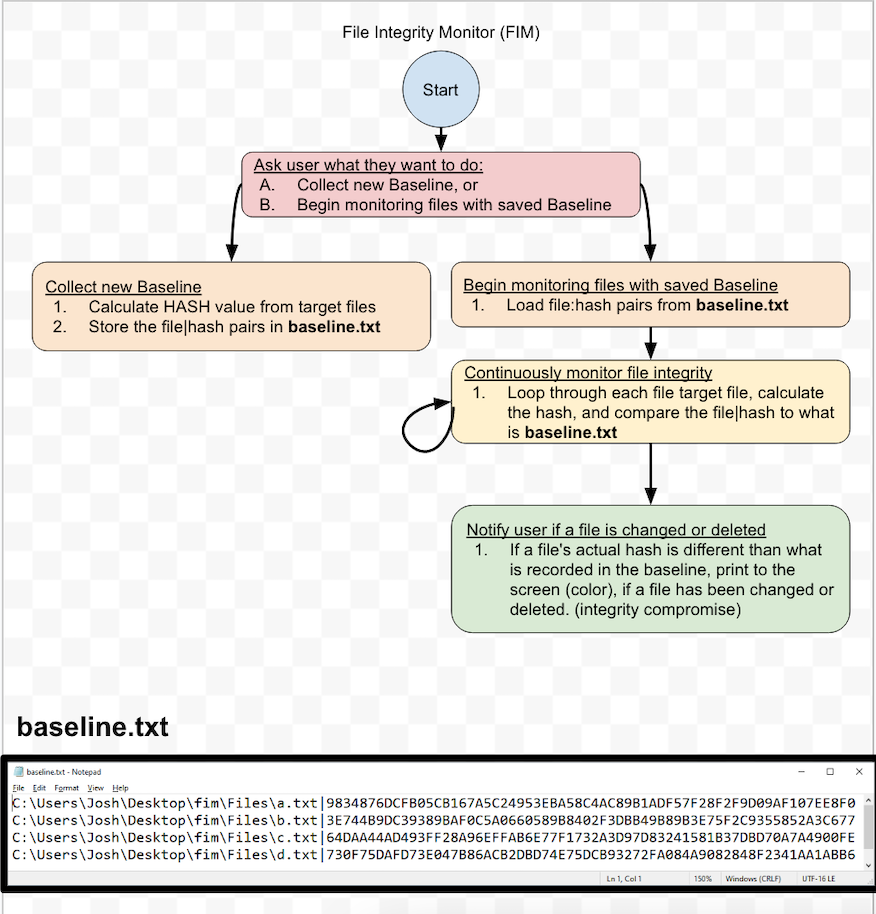 File Integrity Monitor (FIM)
Start
Ask user what they want to do:
A. Collect new Baseline, or
B. Begin monitoring files with saved Baseline
Collect new Baseline
1. Calculate HASH value from target files
2. Store the file|hash pairs in baseline.txt
Begin monitoring files with saved Baseline
1. Load file:hash pairs from baseline.txt
Continuously monitor file integrity
1. Loop through each file target file, calculate
the hash, and compare the file|hash to what
is baseline.txt
Notify user if a file is changed or deleted
1. If a file's actual hash is different than what
is recorded in the baseline, print to the
screen (color), if a file has been changed or
deleted. (integrity compromise)
baseline.txt
baseline.txt - Notepad
File Edit Format View Help
C:\Users\Josh\Desktop\fim\Files\a.txt|9834876DCFB05CB167A5C24953EBA58C4AC89B1ADF57F28F2F9D09AF107EE8F0
C:\Users\Josh\Desktop\fim\Files\b.txt|3E744B9DC39389BAF0C5A0660589B8402F3DBB49B89B3E75F2C9355852A3C677
C:\Users\Josh\Desktop\fim\Files\c.txt|64DAA44AD493FF28A96EFFAB6E77F1732A3D97D83241581B37DBD70A7A4900FE
C:\Users\Josh\Desktop\fim\Files\d.txt|730F75DAFD73E047B86ACB2DBD74E75DCB93272FA084A9082848F2341AA1ABB6
Ln 1, Col 1 150% Windows (CRLF) UTF-16 LE